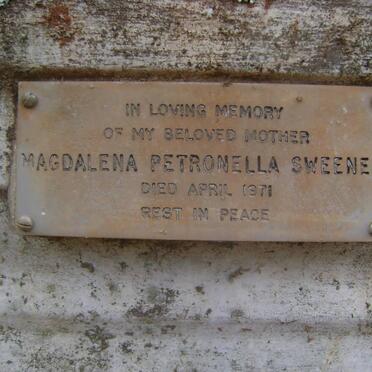 IN LOVING MEMORY
OF MY BELOVED MOTHER
MAGDALENA PETRONELLA SWEENE
DIED APRIL 1971
REST IN PEACE